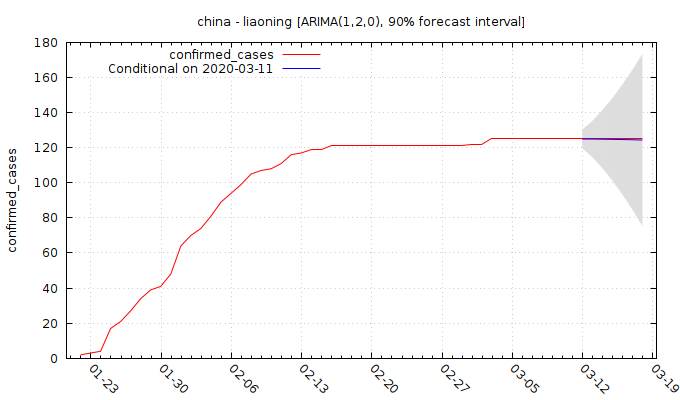 china - liaoning [ARIMA(1,2,0), 90% forecast interval]
confirmed_cases
Conditional on 2020-03-11
confirmed_cases
180
160
140
120
100
80
60
40
20
0
01-23 01-30 02-06 02-13 02-20 02-27 03-05 03-12 03-19